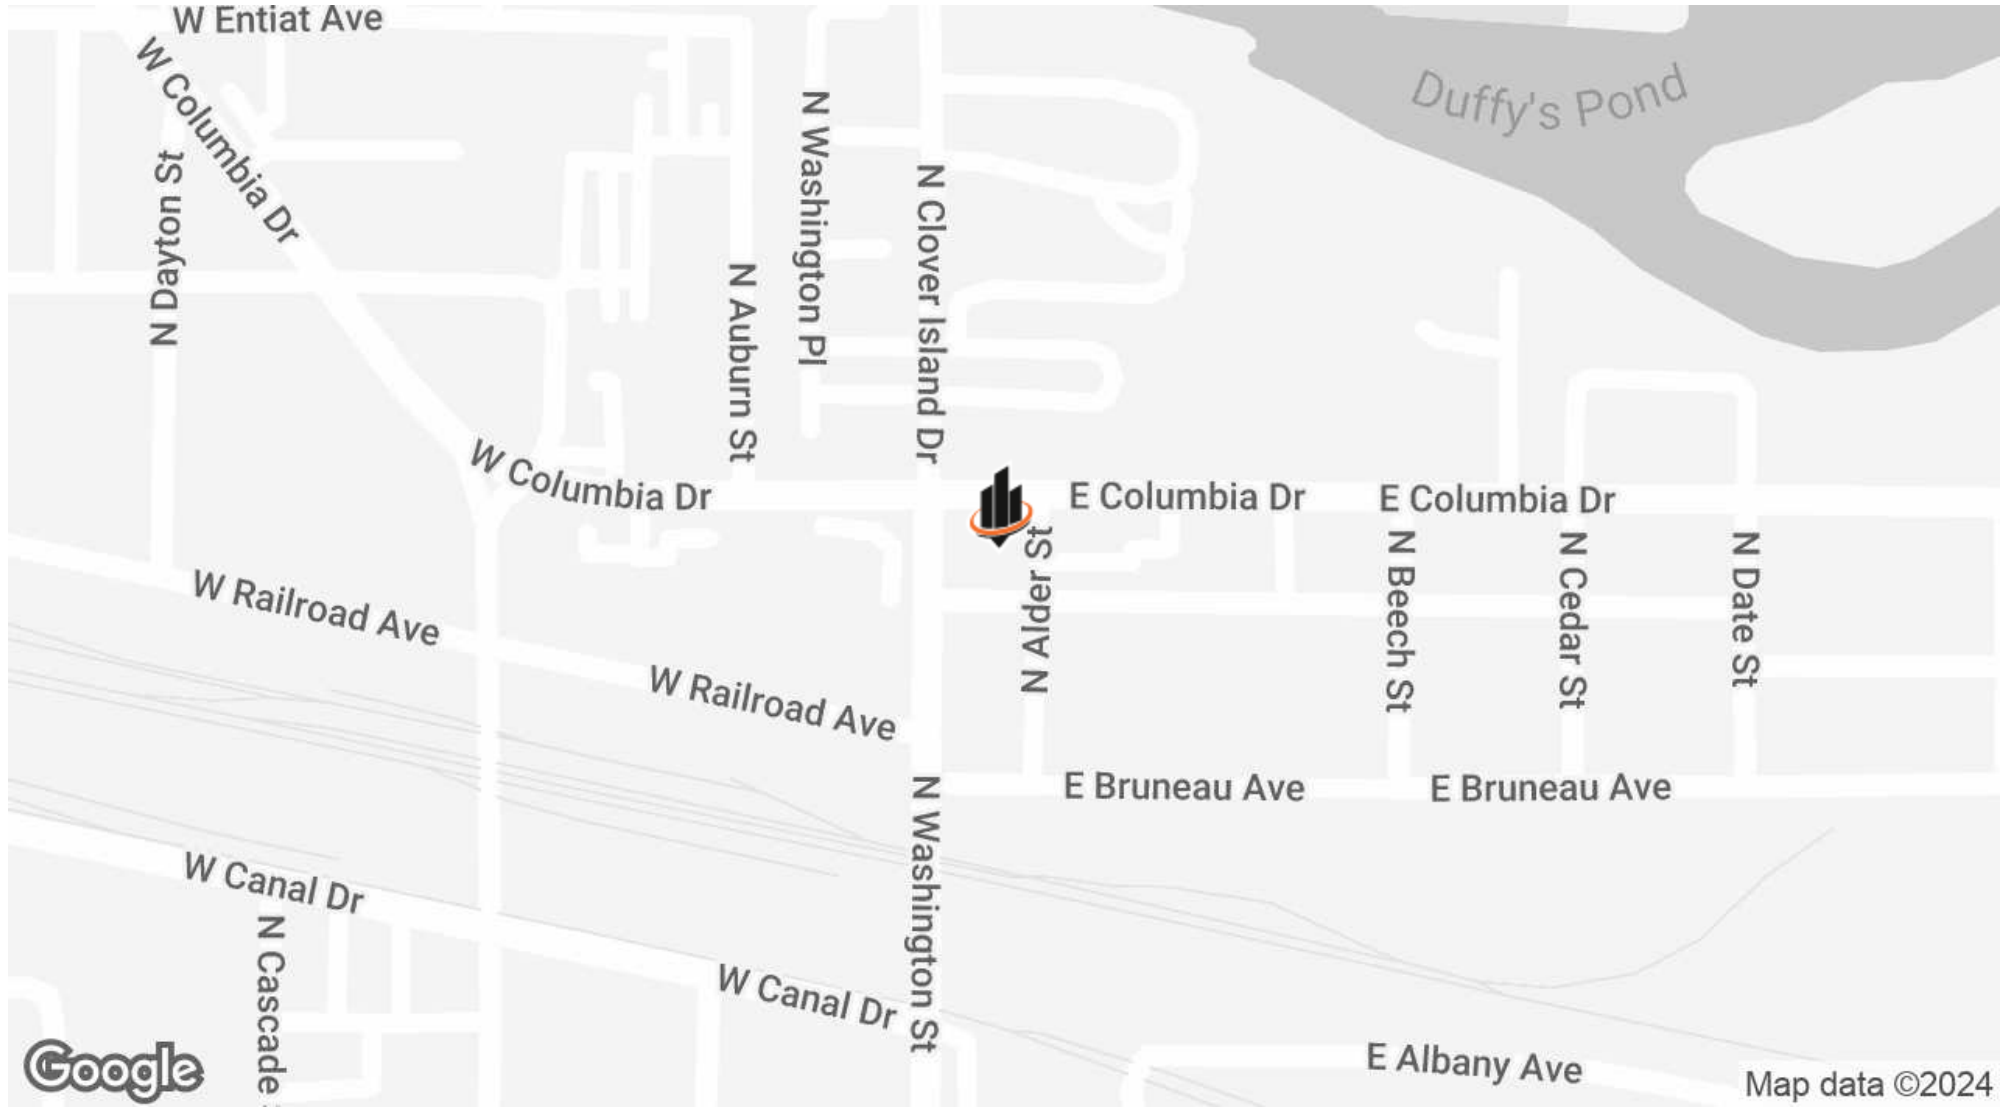 W Entiat Ave
W Columbia Dr
N Dayton St
Duffy's Pond
N Washington Pl
N Clover Island Dr
N Auburn St
W Columbia Dr
E Columbia Dr
E Columbia Dr
N Alder St
N Beech St
N Cedar St
N Date St
W Railroad Ave
W Railroad Ave
E Bruneau Ave
E Bruneau Ave
N Washington St
W Canal Dr
N Cascade
W Canal Dr
E Albany Ave
Google
Map data ©2024